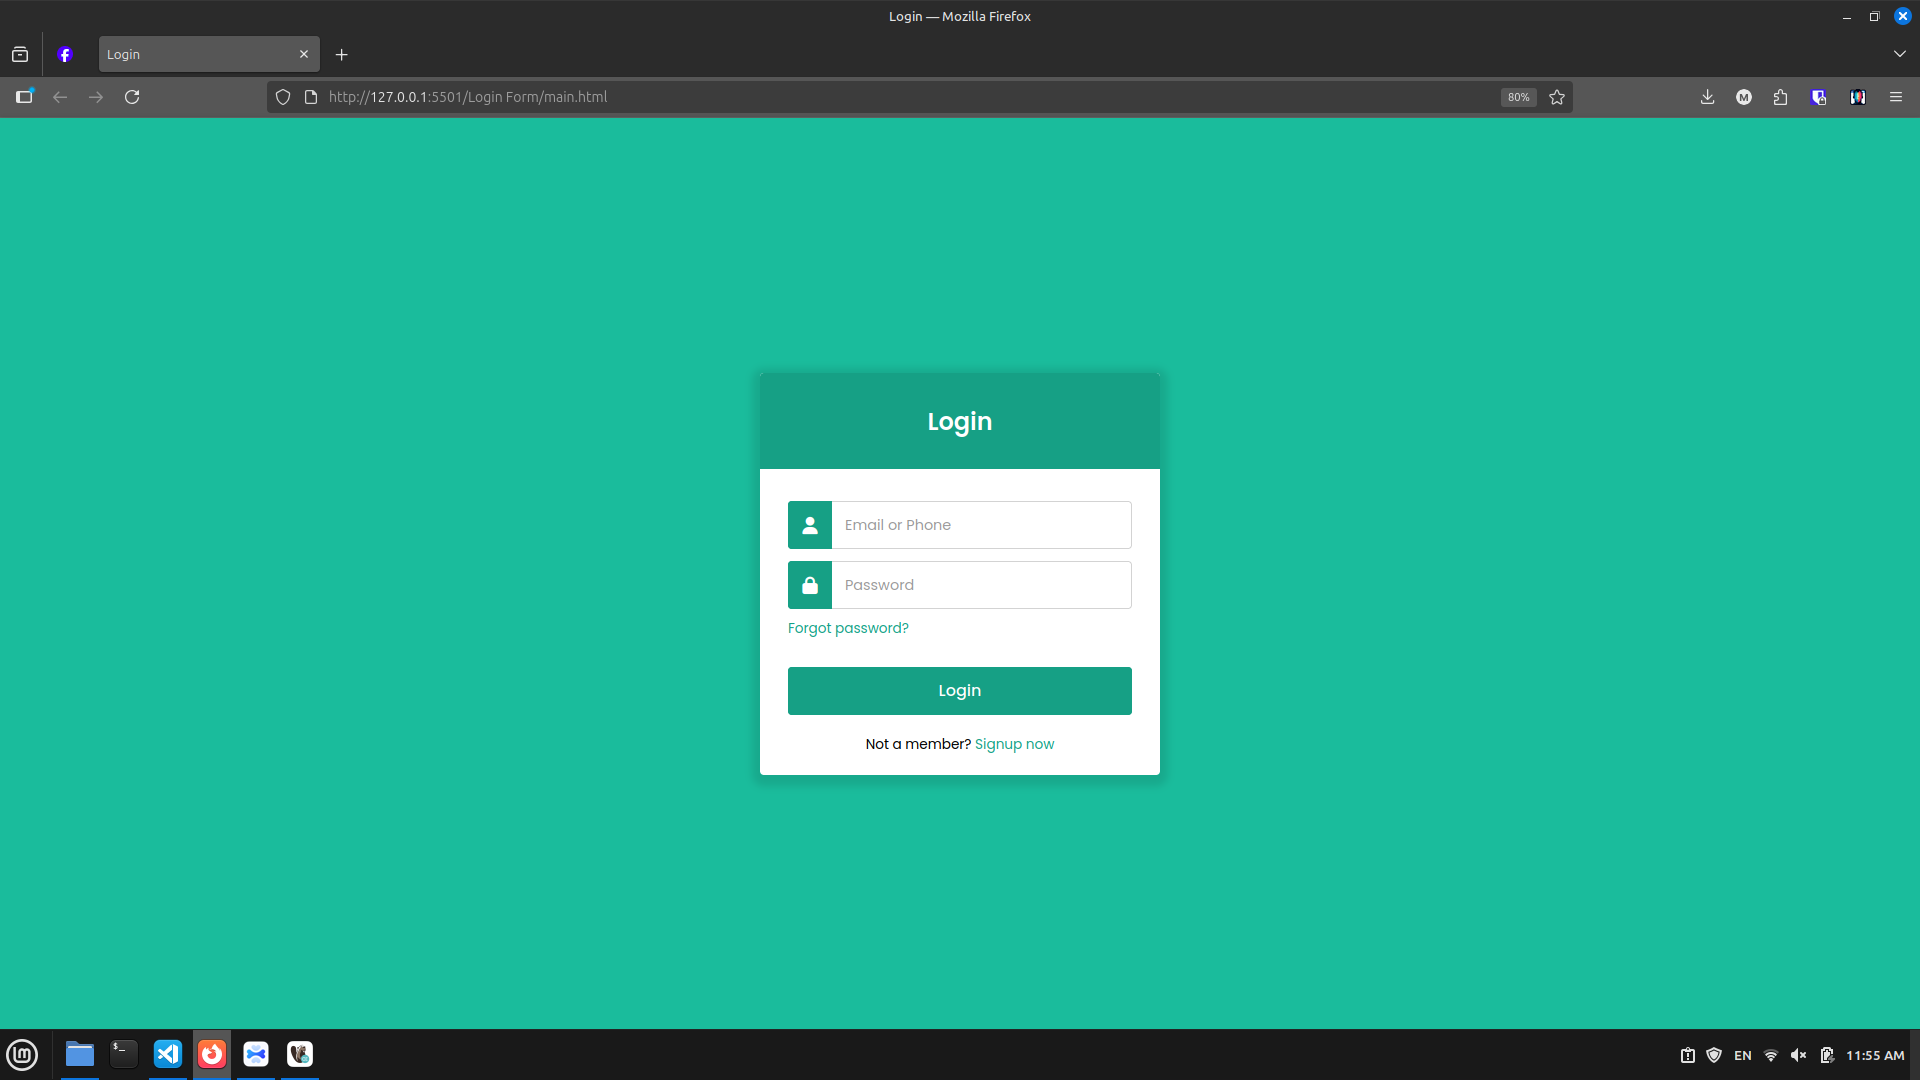 Login — Mozilla Firefox
Login
http://127.0.0.1:5501/Login Form/main.html
80%
M
Login
Email or Phone
Password
Forgot password?
Login
Not a member? Signup now
$_
EN
11:55 AM